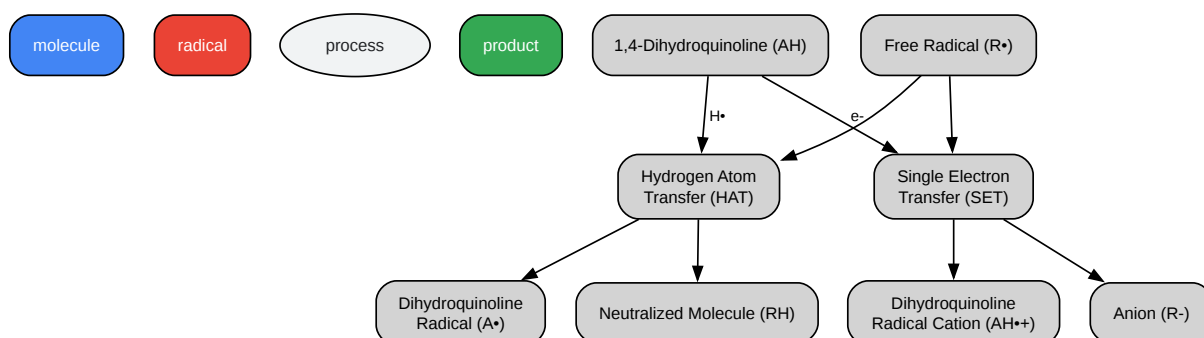 molecule
radical
process
product
1,4-Dihydroquinoline (AH)
Free Radical (R•)
H•
e-
Hydrogen Atom
Transfer (HAT)
Single Electron
Transfer (SET)
Dihydroquinoline
Radical (A•)
Neutralized Molecule (RH)
Dihydroquinoline
Radical Cation (AH•+)
Anion (R-)